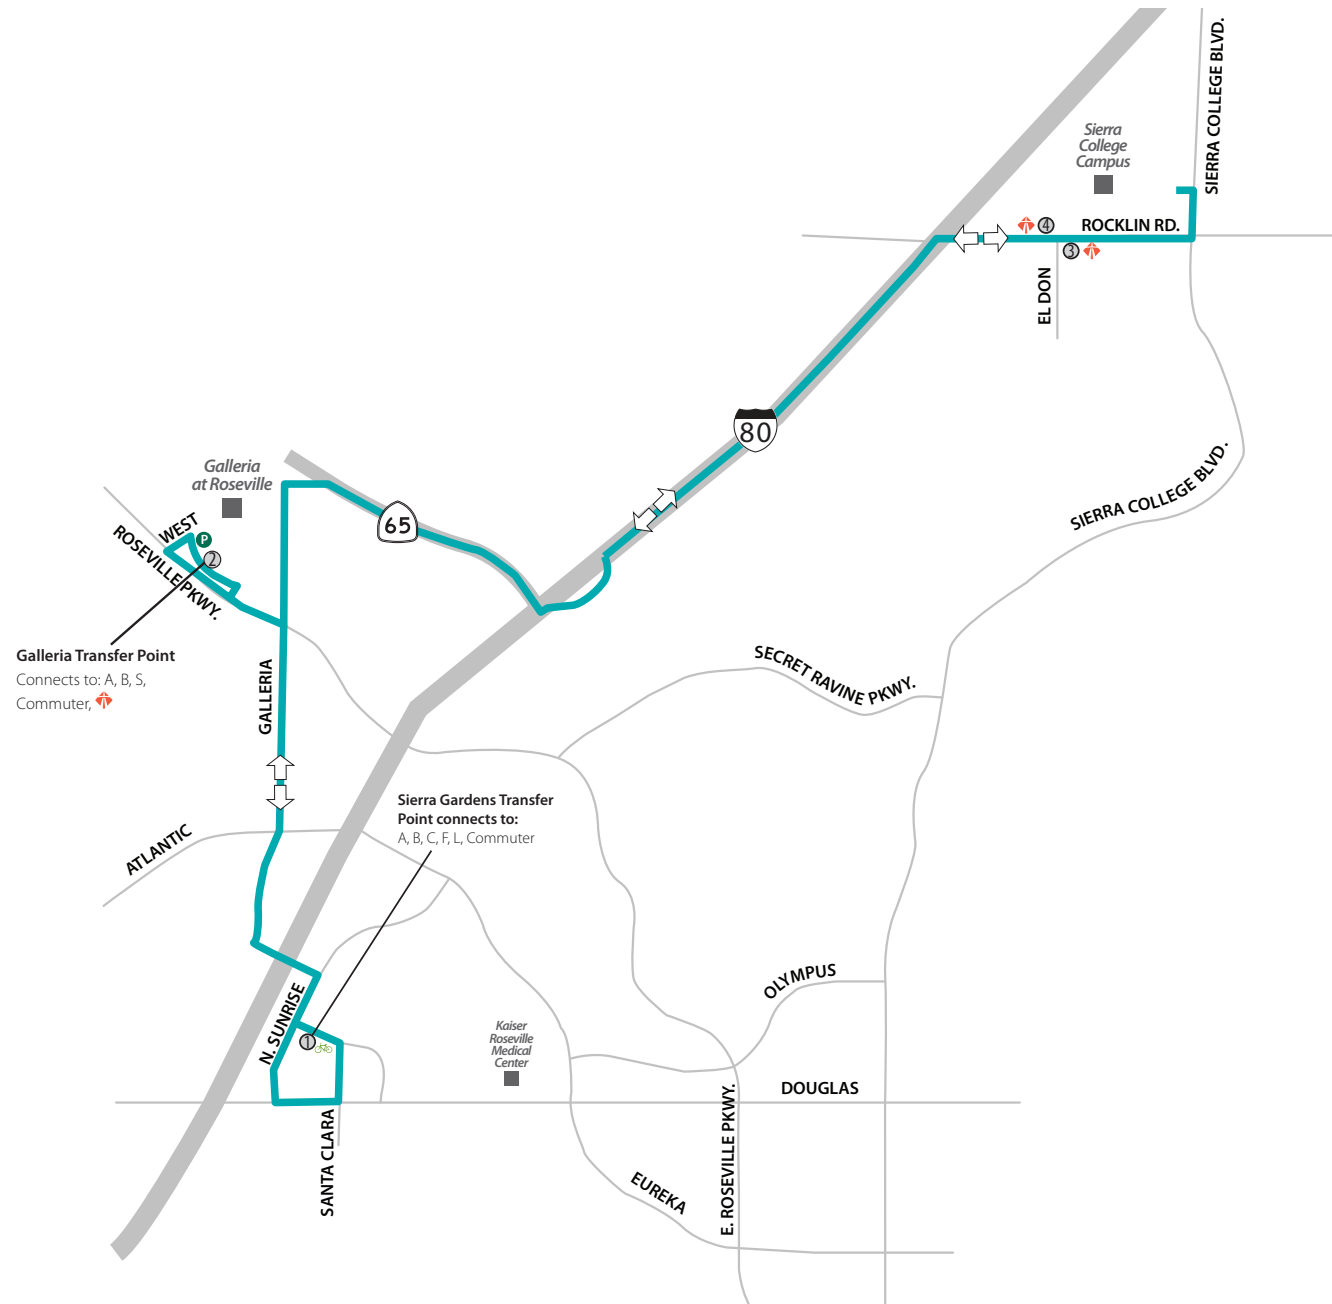 SIERRA COLLEGE BLVD.
Sierra
College
Campus
4
ROCKLIN RD.
3
EL DON
80
SIERRA COLLEGE BLVD.
Galleria
at Roseville
65
WEST
P
2
ROSEVILLE PKWY.
Galleria Transfer Point
Connects to: A, B, S,
Commuter,
GALLERIA
SECRET RAVINE PKWY.
Sierra Gardens Transfer
Point connects to:
A, B, C, F, L, Commuter
ATLANTIC
OLYMPUS
N. SUNRISE
1
Kaiser
Roseville
Medical
Center
DOUGLAS
SANTA CLARA
E. ROSEVILLE PKWY.
EUREKA